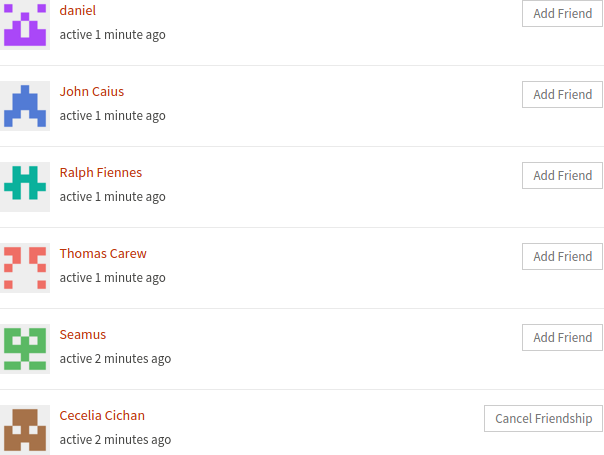 daniel
Add Friend
active 1 minute ago
John Caius
Add Friend
active 1 minute ago
Ralph Fiennes
Add Friend
active 1 minute ago
Thomas Carew
Add Friend
active 1 minute ago
Seamus
Add Friend
active 2 minutes ago
Cecelia Cichan
Cancel Friendship
active 2 minutes ago